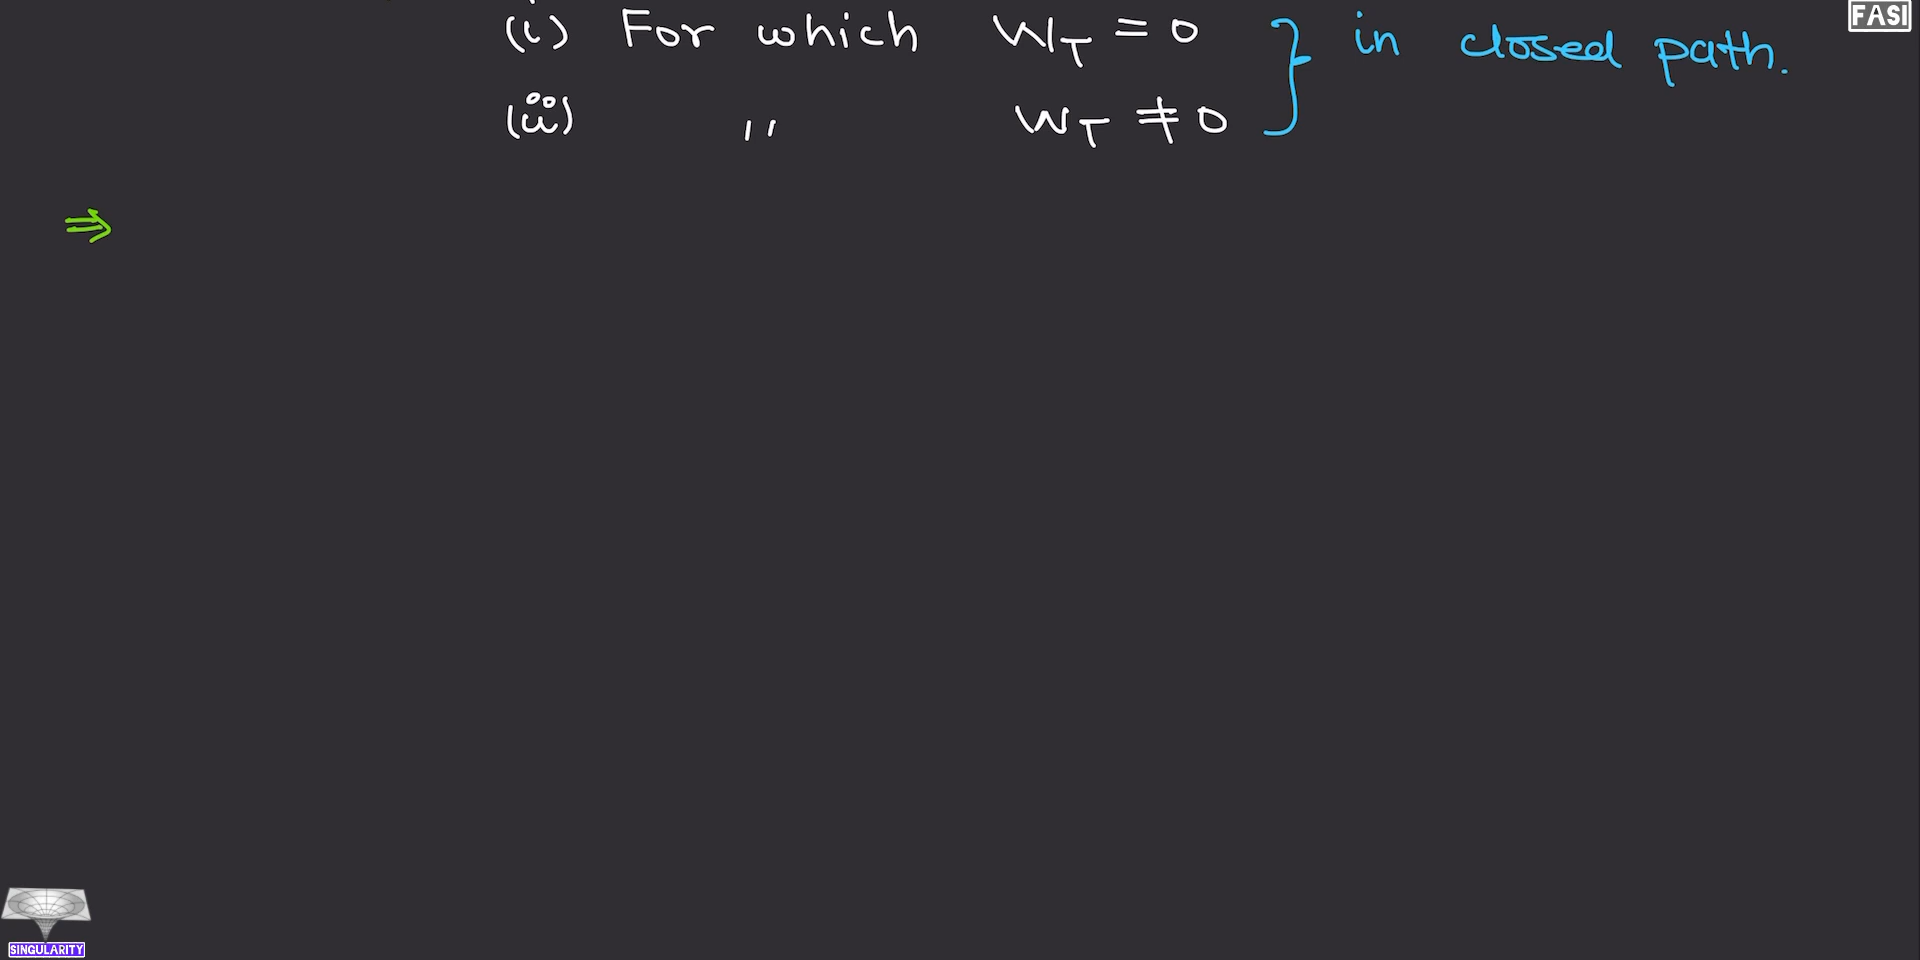 (i) For which W_T = 0 } in closed path.
(ii) " W_T ≠ 0
⇒
FASI
SINGULARITY